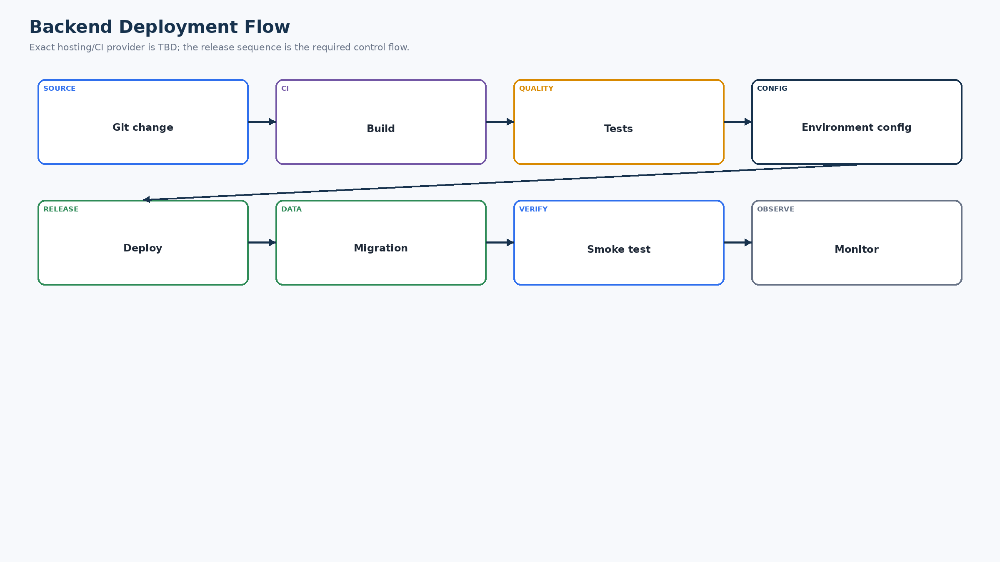 Backend Deployment Flow
Exact hosting/CI provider is TBD; the release sequence is the required control flow.
SOURCE
Git change
CI
Build
QUALITY
Tests
CONFIG
Environment config
RELEASE
Deploy
DATA
Migration
VERIFY
Smoke test
OBSERVE
Monitor